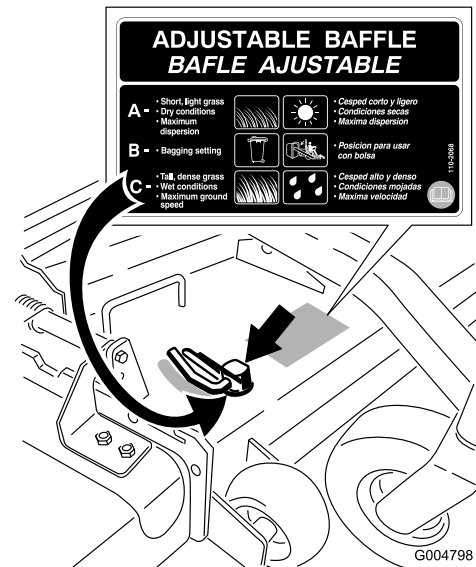 ADJUSTABLE BAFFLE
BAFLE AJUSTABLE
A - • Short, light grass
• Dry conditions
• Maximum
dispersion
• Cesped corto y ligero
• Condiciones secas
• Maxima dispersion
B - • Bagging setting
• Posicion para usar
con bolsa
C - • Tall, dense grass
• Wet conditions
• Maximum ground
speed
• Cesped alto y denso
• Condiciones mojadas
• Maxima velocidad
110-2068
G004798